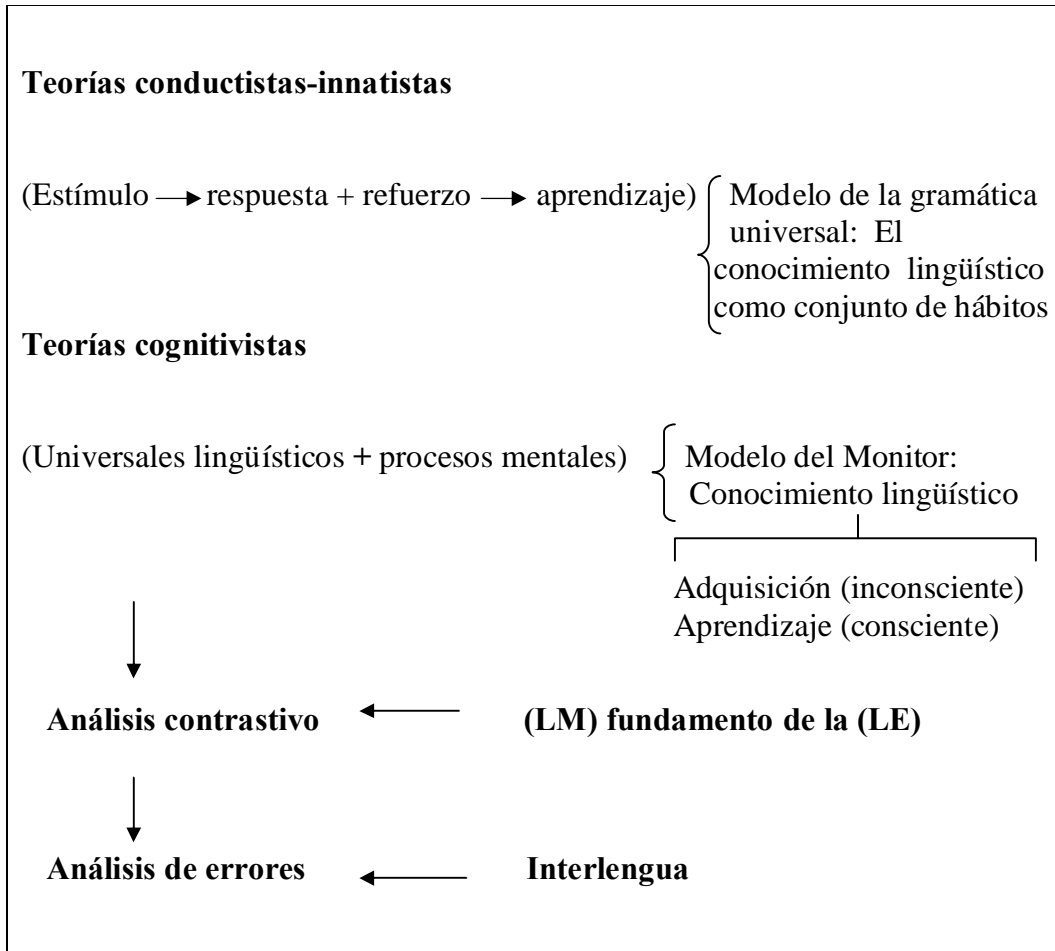 Teorías conductistas-innatistas
(Estímulo → respuesta + refuerzo → aprendizaje)
Modelo de la gramática
universal: El
conocimiento lingüístico
como conjunto de hábitos
Teorías cognitivistas
(Universales lingüísticos + procesos mentales)
Modelo del Monitor:
Conocimiento lingüístico
Adquisición (inconsciente)
Aprendizaje (consciente)
Análisis contrastivo
(LM) fundamento de la (LE)
Análisis de errores
Interlengua